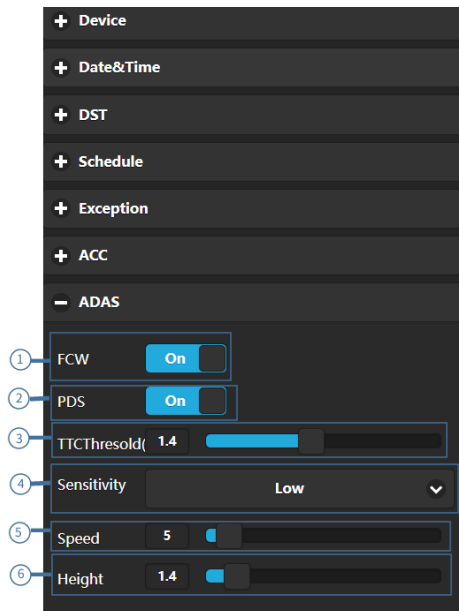 Device
Date&Time
DST
Schedule
Exception
ACC
ADAS
1 FCW On
2 PDS On
3 TTCThresold( 1.4
4 Sensitivity Low
5 Speed 5
6 Height 1.4